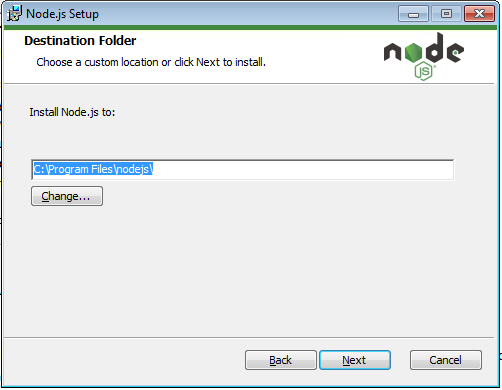 Node.js Setup
Destination Folder
Choose a custom location or click Next to install.
node
JS
Install Node.js to:
C:\Program Files\nodejs\
Change...
Back Next Cancel